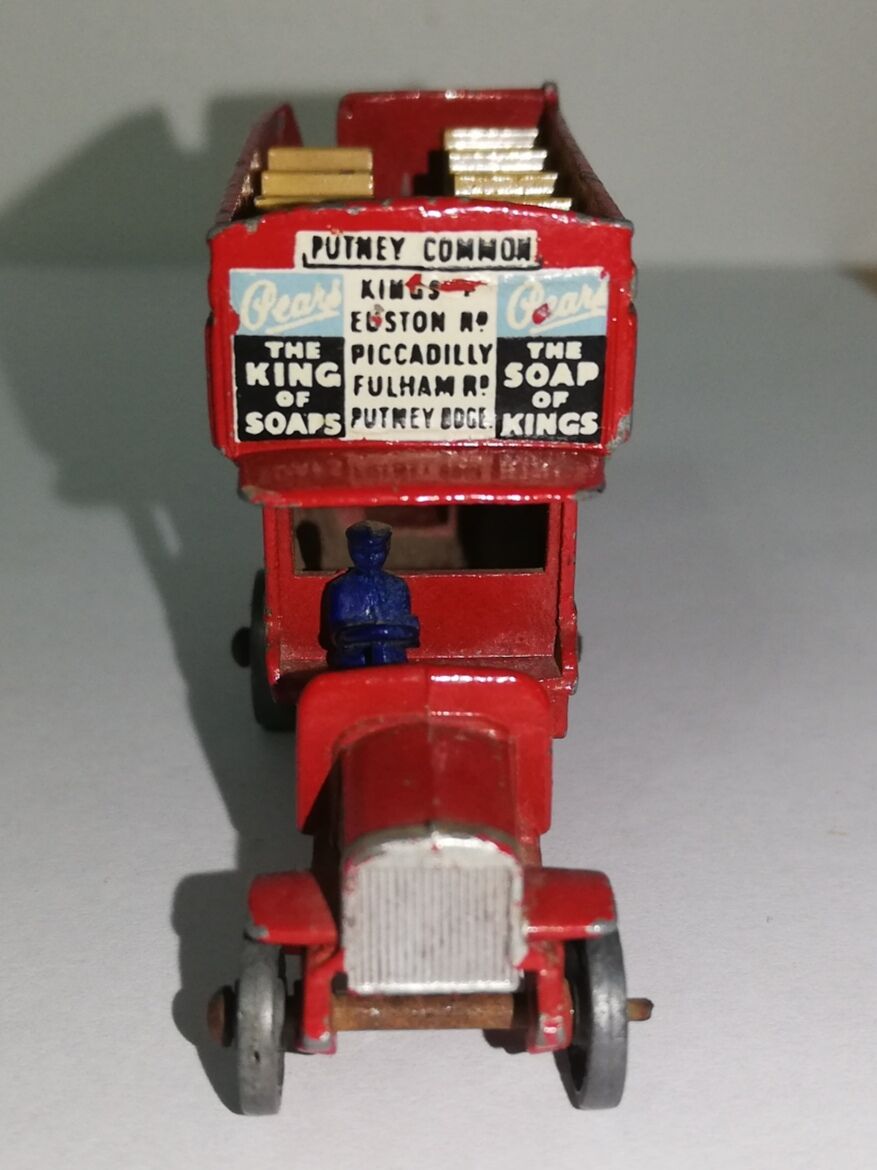 PUTNEY COMMON
Pears
THE
KING
OF
SOAPS
KINGS +
EUSTON Rᴰ
PICCADILLY
FULHAM Rᴰ
PUTNEY BDGE.
Pears
THE
SOAP
OF
KINGS